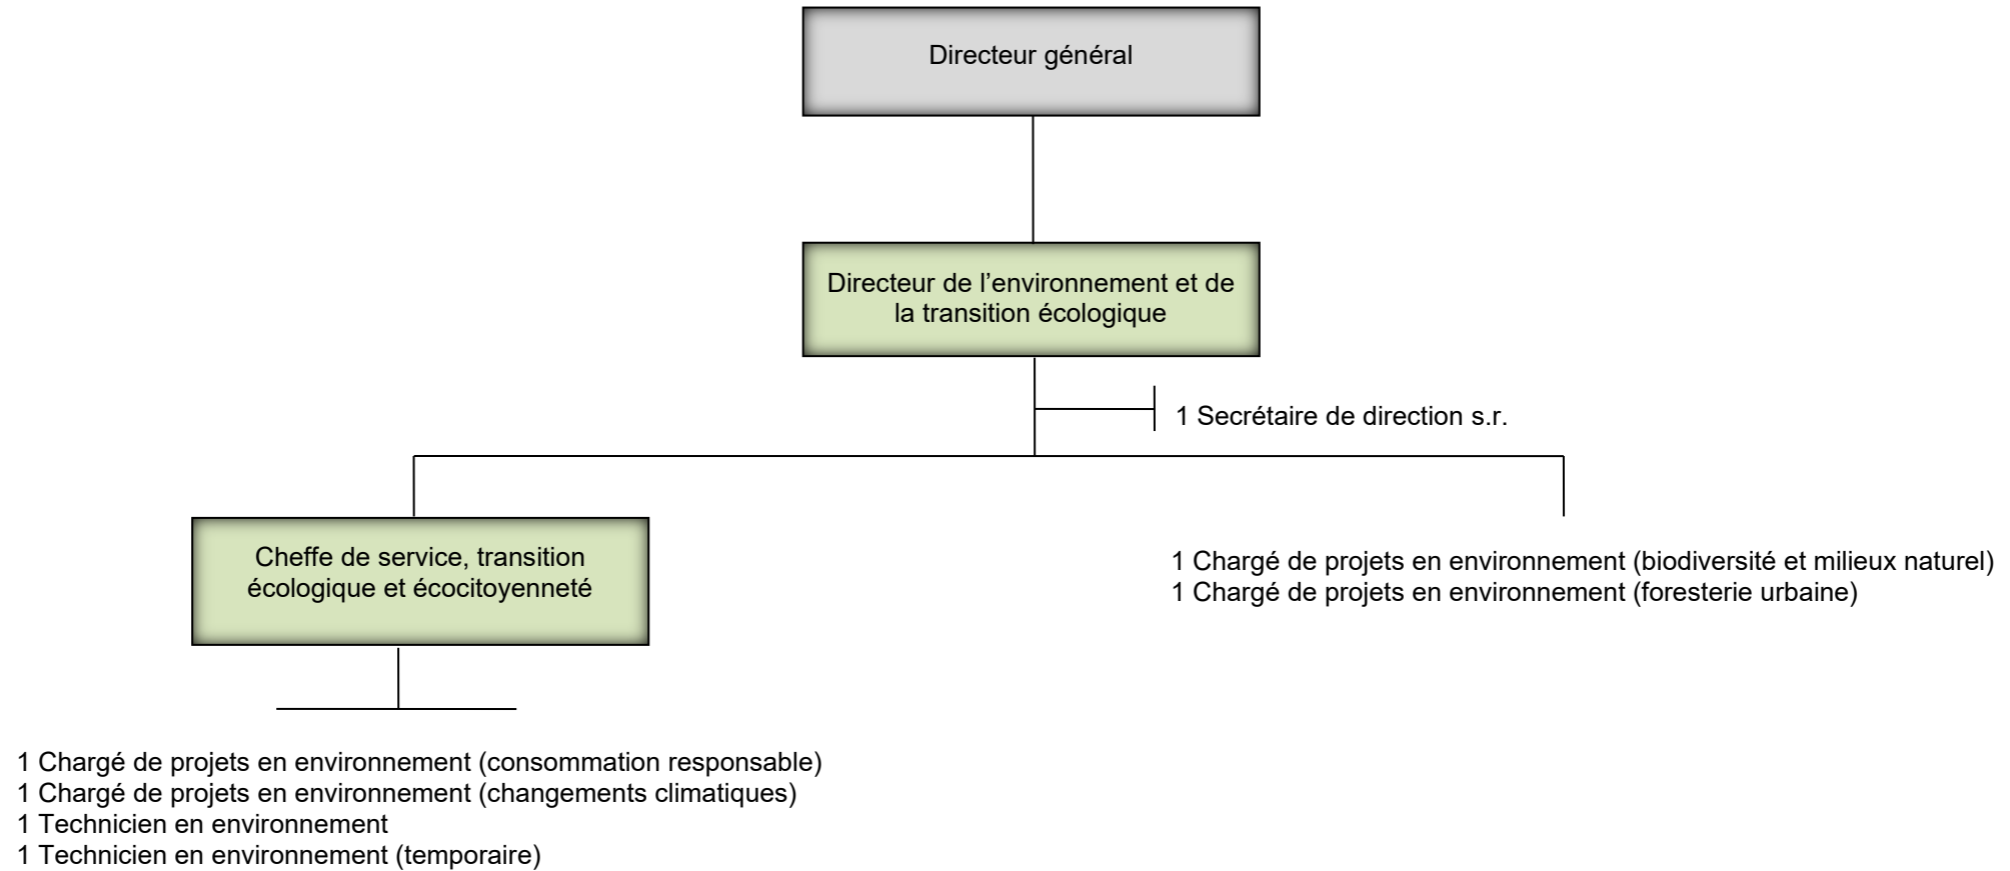 Directeur général
Directeur de l’environnement et de
la transition écologique
1 Secrétaire de direction s.r.
Cheffe de service, transition
écologique et écocitoyenneté
1 Chargé de projets en environnement (biodiversité et milieux naturel)
1 Chargé de projets en environnement (foresterie urbaine)
1 Chargé de projets en environnement (consommation responsable)
1 Chargé de projets en environnement (changements climatiques)
1 Technicien en environnement
1 Technicien en environnement (temporaire)